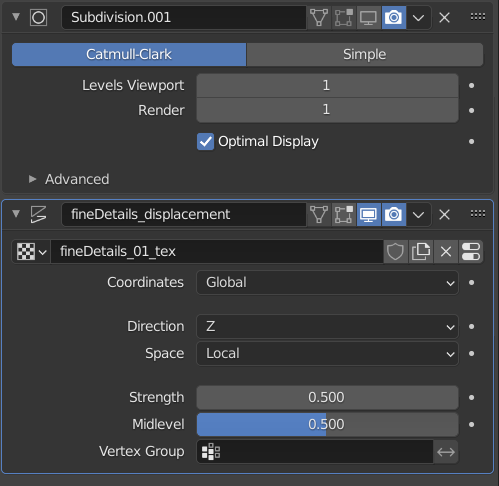 Subdivision.001
Catmull-Clark Simple
Levels Viewport 1
Render 1
Optimal Display
Advanced
fineDetails_displacement
fineDetails_01_tex
Coordinates Global
Direction Z
Space Local
Strength 0.500
Midlevel 0.500
Vertex Group